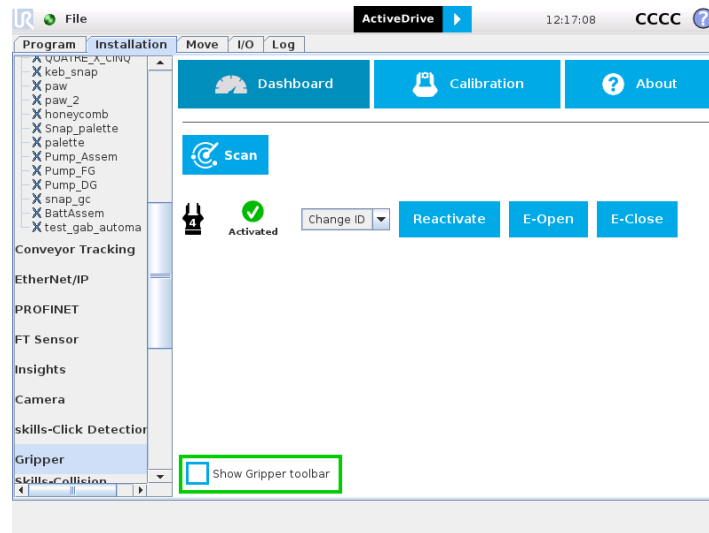 UR File ActiveDrive 12:17:08 CCCC ?
Program Installation Move I/O Log
QUATRE_X_CINQ
keb_snap
paw
paw_2
honeycomb
Snap_palette
palette
Pump_Assem
Pump_FG
Pump_DG
snap_gc
BattAssem
test_gab_automa
Conveyor Tracking
EtherNet/IP
PROFINET
FT Sensor
Insights
Camera
skills-Click Detection
Gripper
Skills-Collision
Dashboard Calibration ? About
Scan
4 Activated Change ID Reactivate E-Open E-Close
Show Gripper toolbar